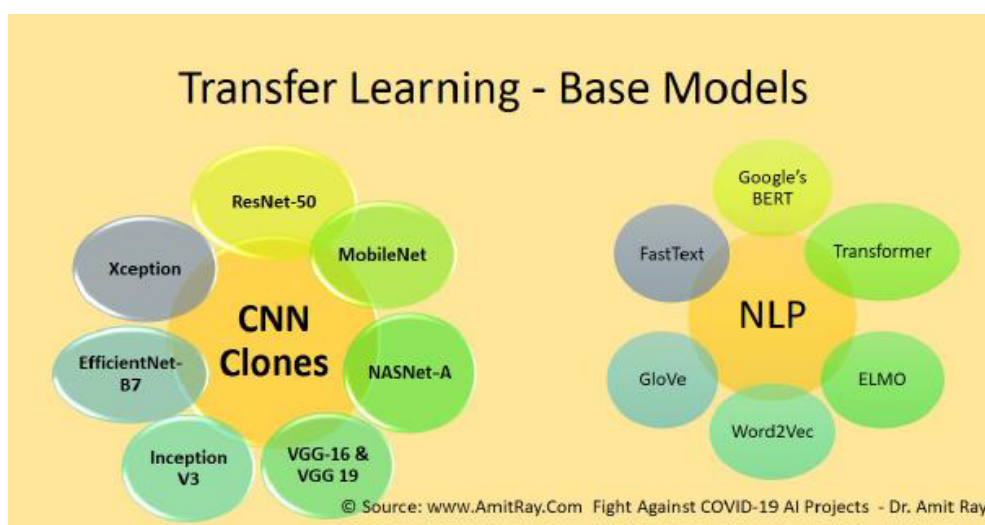 Transfer Learning - Base Models
ResNet-50
MobileNet
NASNet-A
VGG-16 &
VGG 19
Inception
V3
EfficientNet-
B7
Xception
CNN
Clones
Google's
BERT
Transformer
ELMO
Word2Vec
GloVe
FastText
NLP
© Source: www.AmitRay.Com Fight Against COVID-19 AI Projects - Dr. Amit Ray